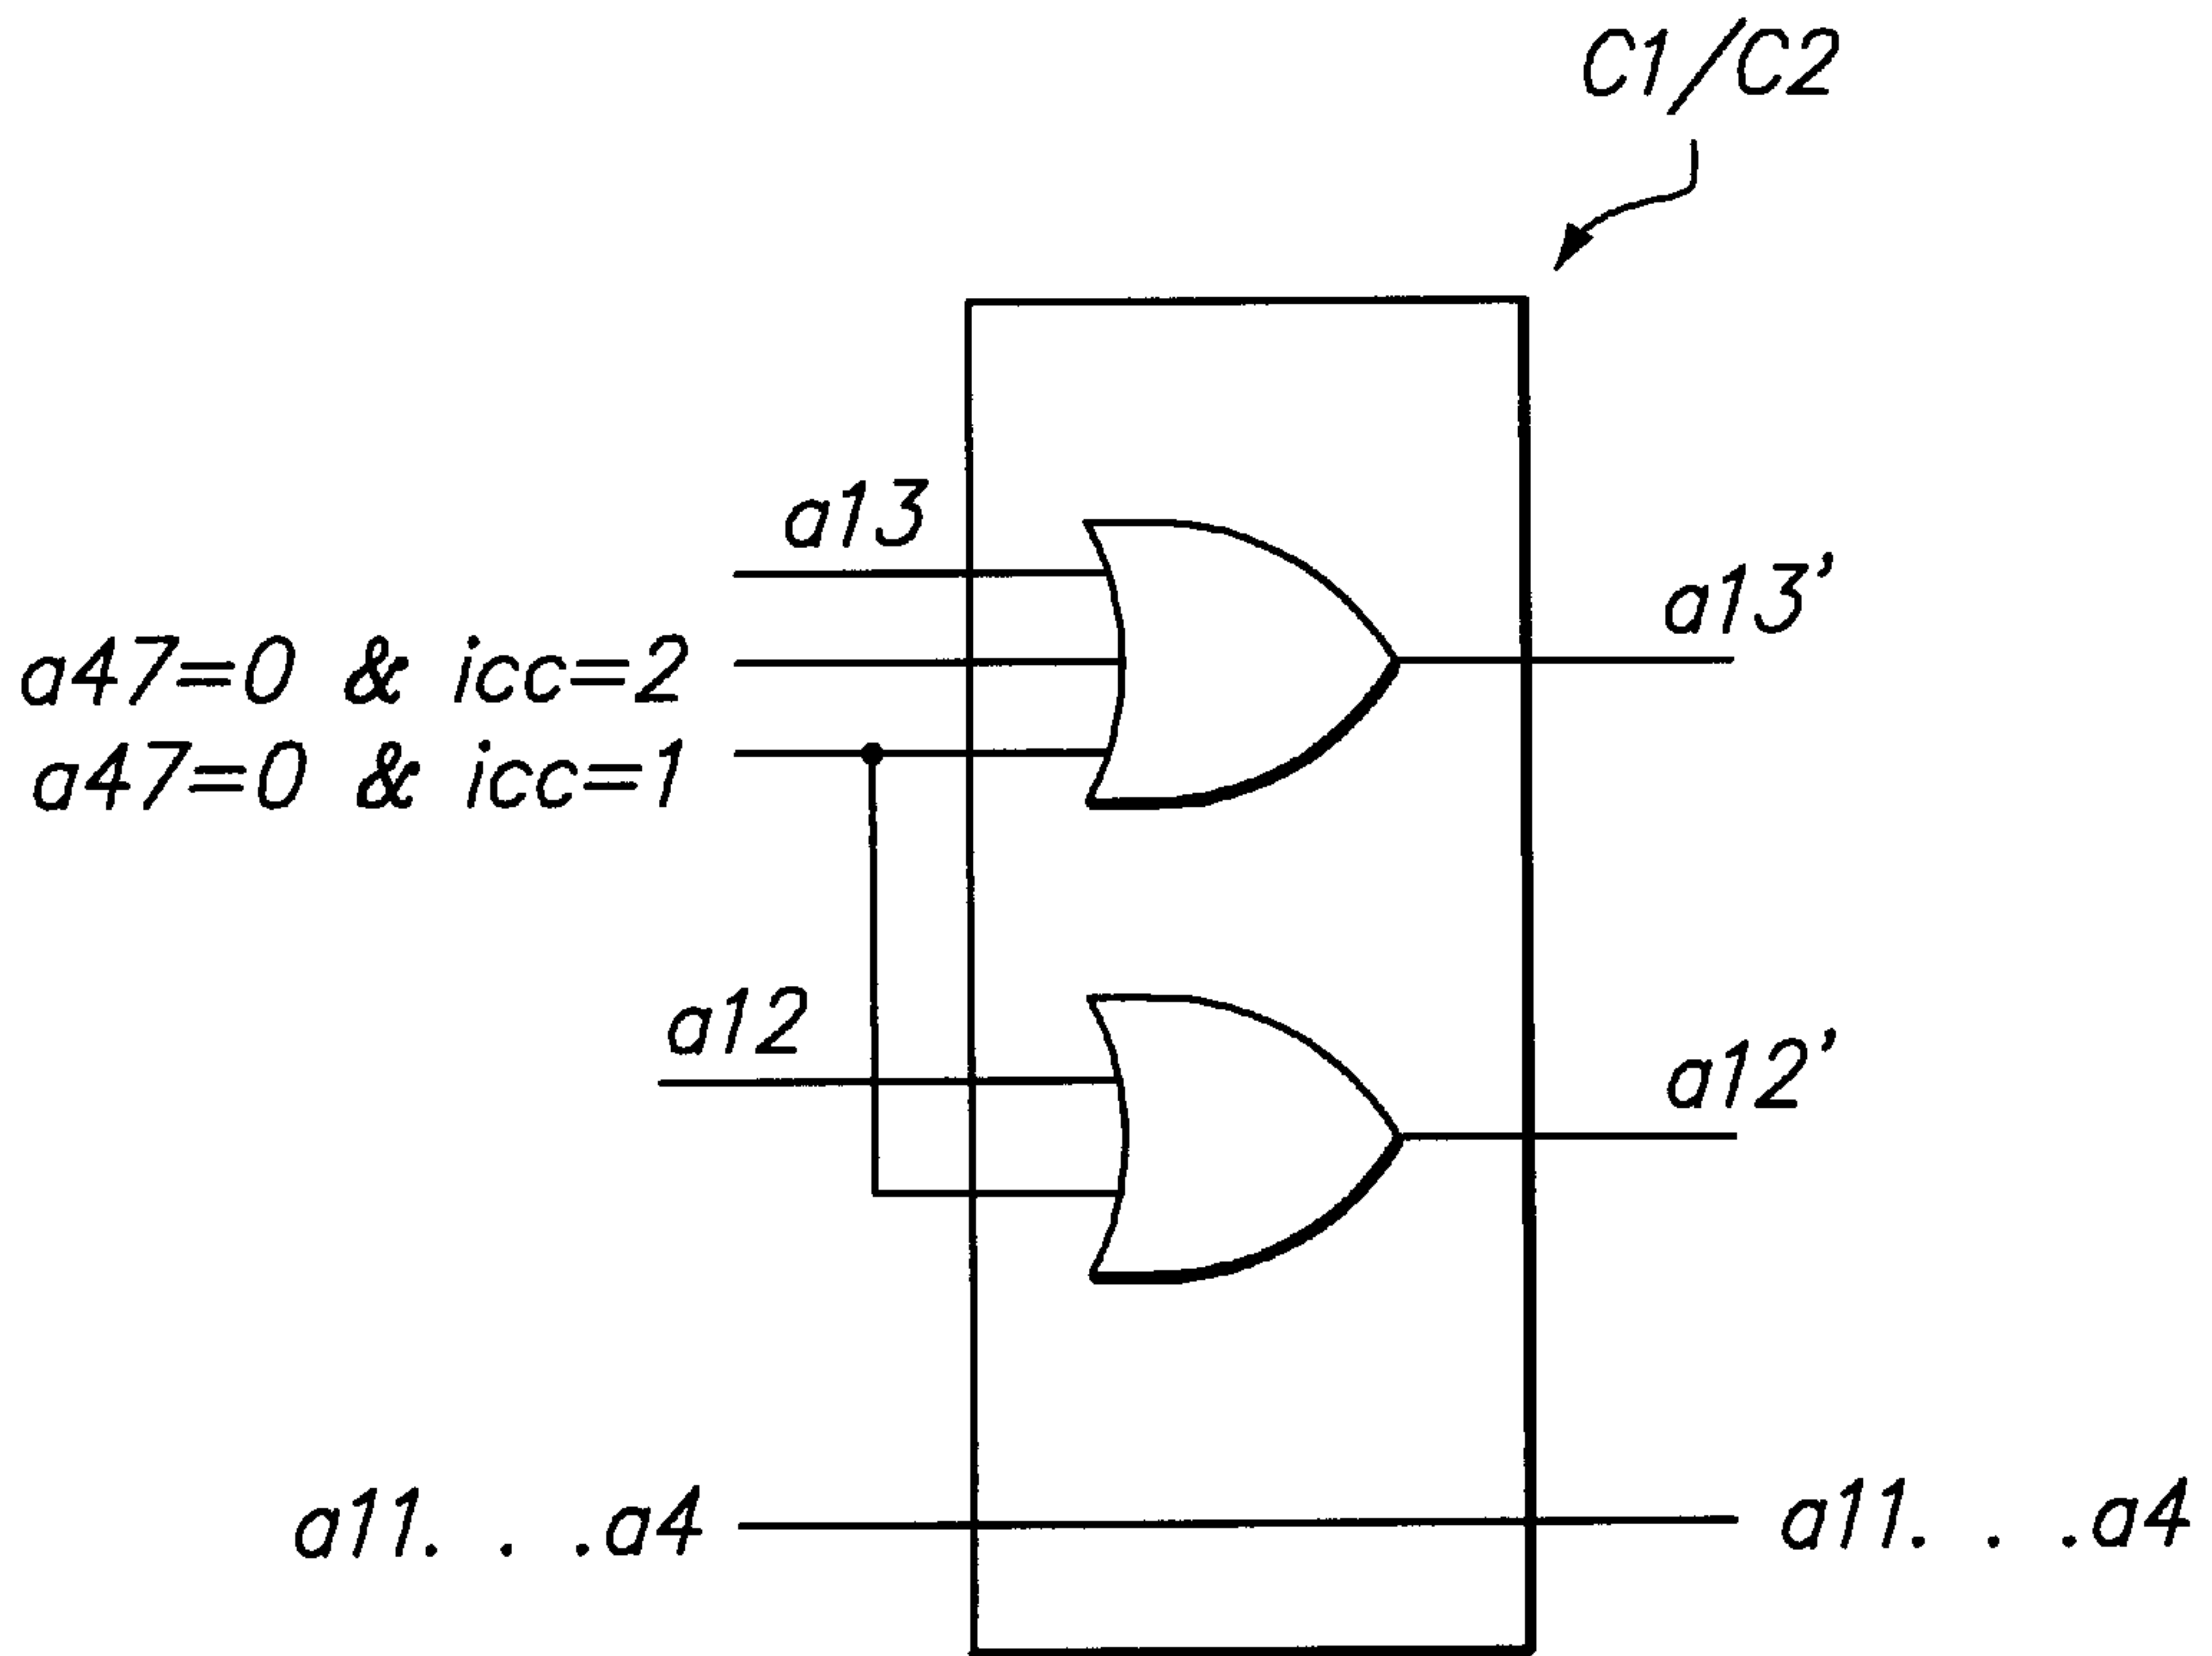 C1/C2
a13
a13’
a47=0 & icc=2
a47=0 & icc=1
a12
a12’
a11. . .a4
a11. . .a4